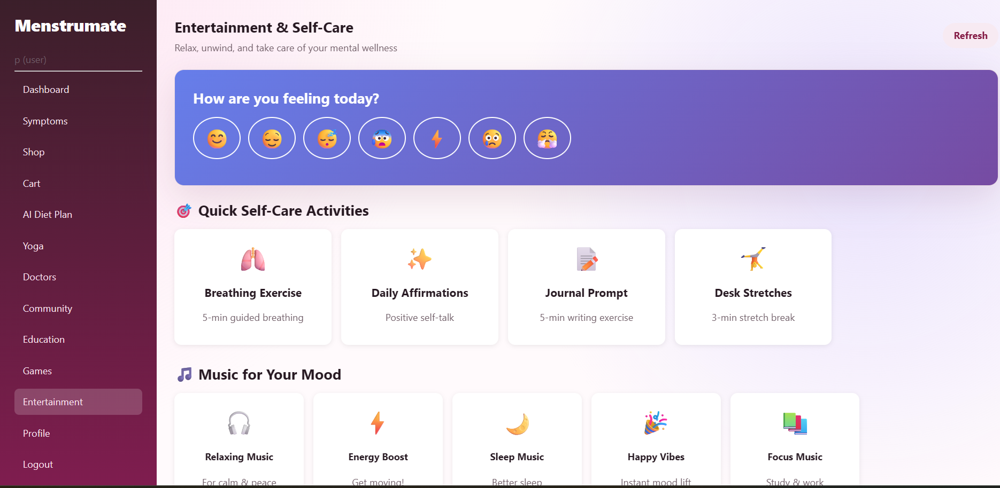 Menstrumate
p (user)
Dashboard
Symptoms
Shop
Cart
AI Diet Plan
Yoga
Doctors
Community
Education
Games
Entertainment
Profile
Logout
Entertainment & Self-Care
Relax, unwind, and take care of your mental wellness
Refresh
How are you feeling today?
Quick Self-Care Activities
Breathing Exercise
5-min guided breathing
Daily Affirmations
Positive self-talk
Journal Prompt
5-min writing exercise
Desk Stretches
3-min stretch break
Music for Your Mood
Relaxing Music
For calm & peace
Energy Boost
Get moving!
Sleep Music
Better sleep
Happy Vibes
Instant mood lift
Focus Music
Study & work